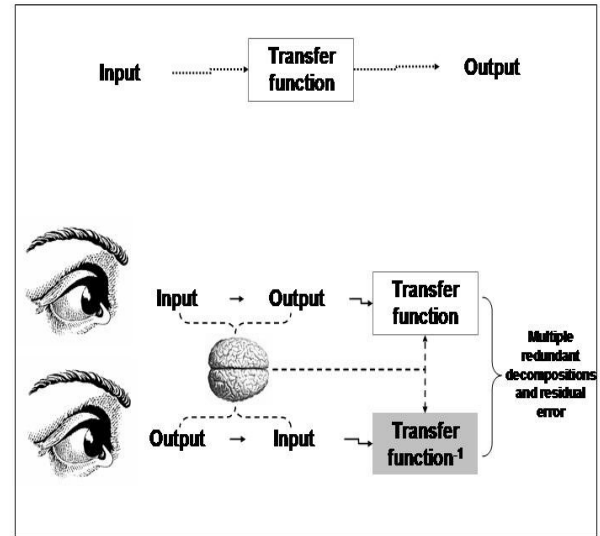 Input
Transfer
function
Output
Input
Output
Transfer
function
Output
Input
Transfer
function-1
Multiple
redundant
decompositions
and residual
error